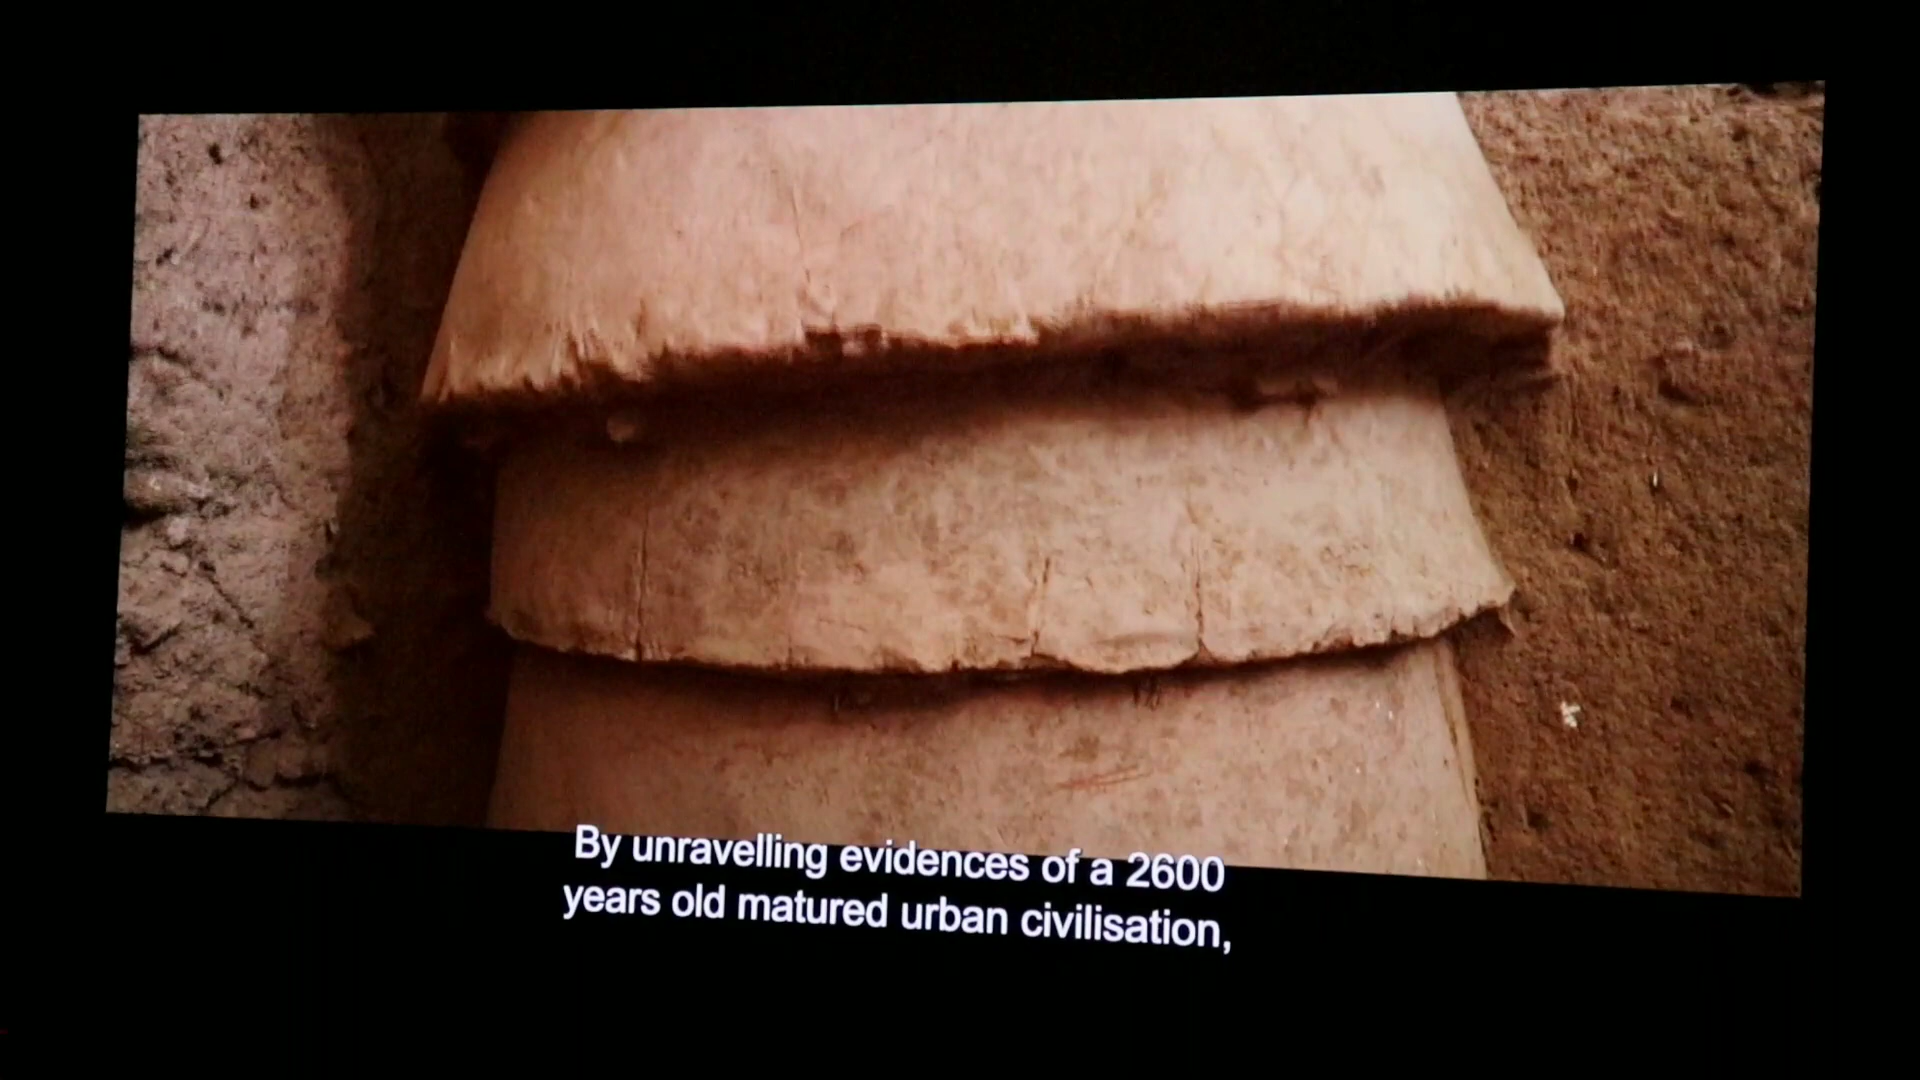 By unravelling evidences of a 2600
years old matured urban civilisation,